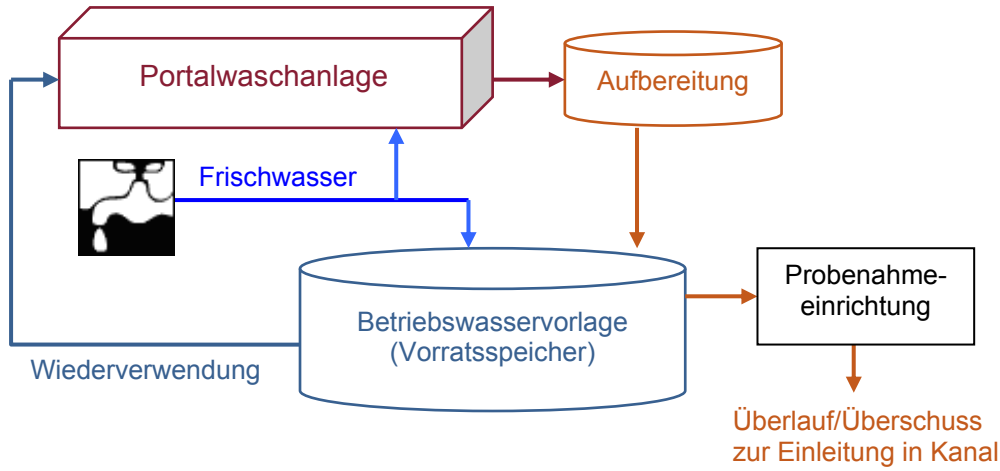 Portalwaschanlage
Aufbereitung
Frischwasser
Probenahme-
einrichtung
Betriebswasservorlage
(Vorratsspeicher)
Wiederverwendung
Überlauf/Überschuss
zur Einleitung in Kanal